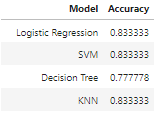 Model Accuracy
Logistic Regression 0.833333
SVM 0.833333
Decision Tree 0.777778
KNN 0.833333